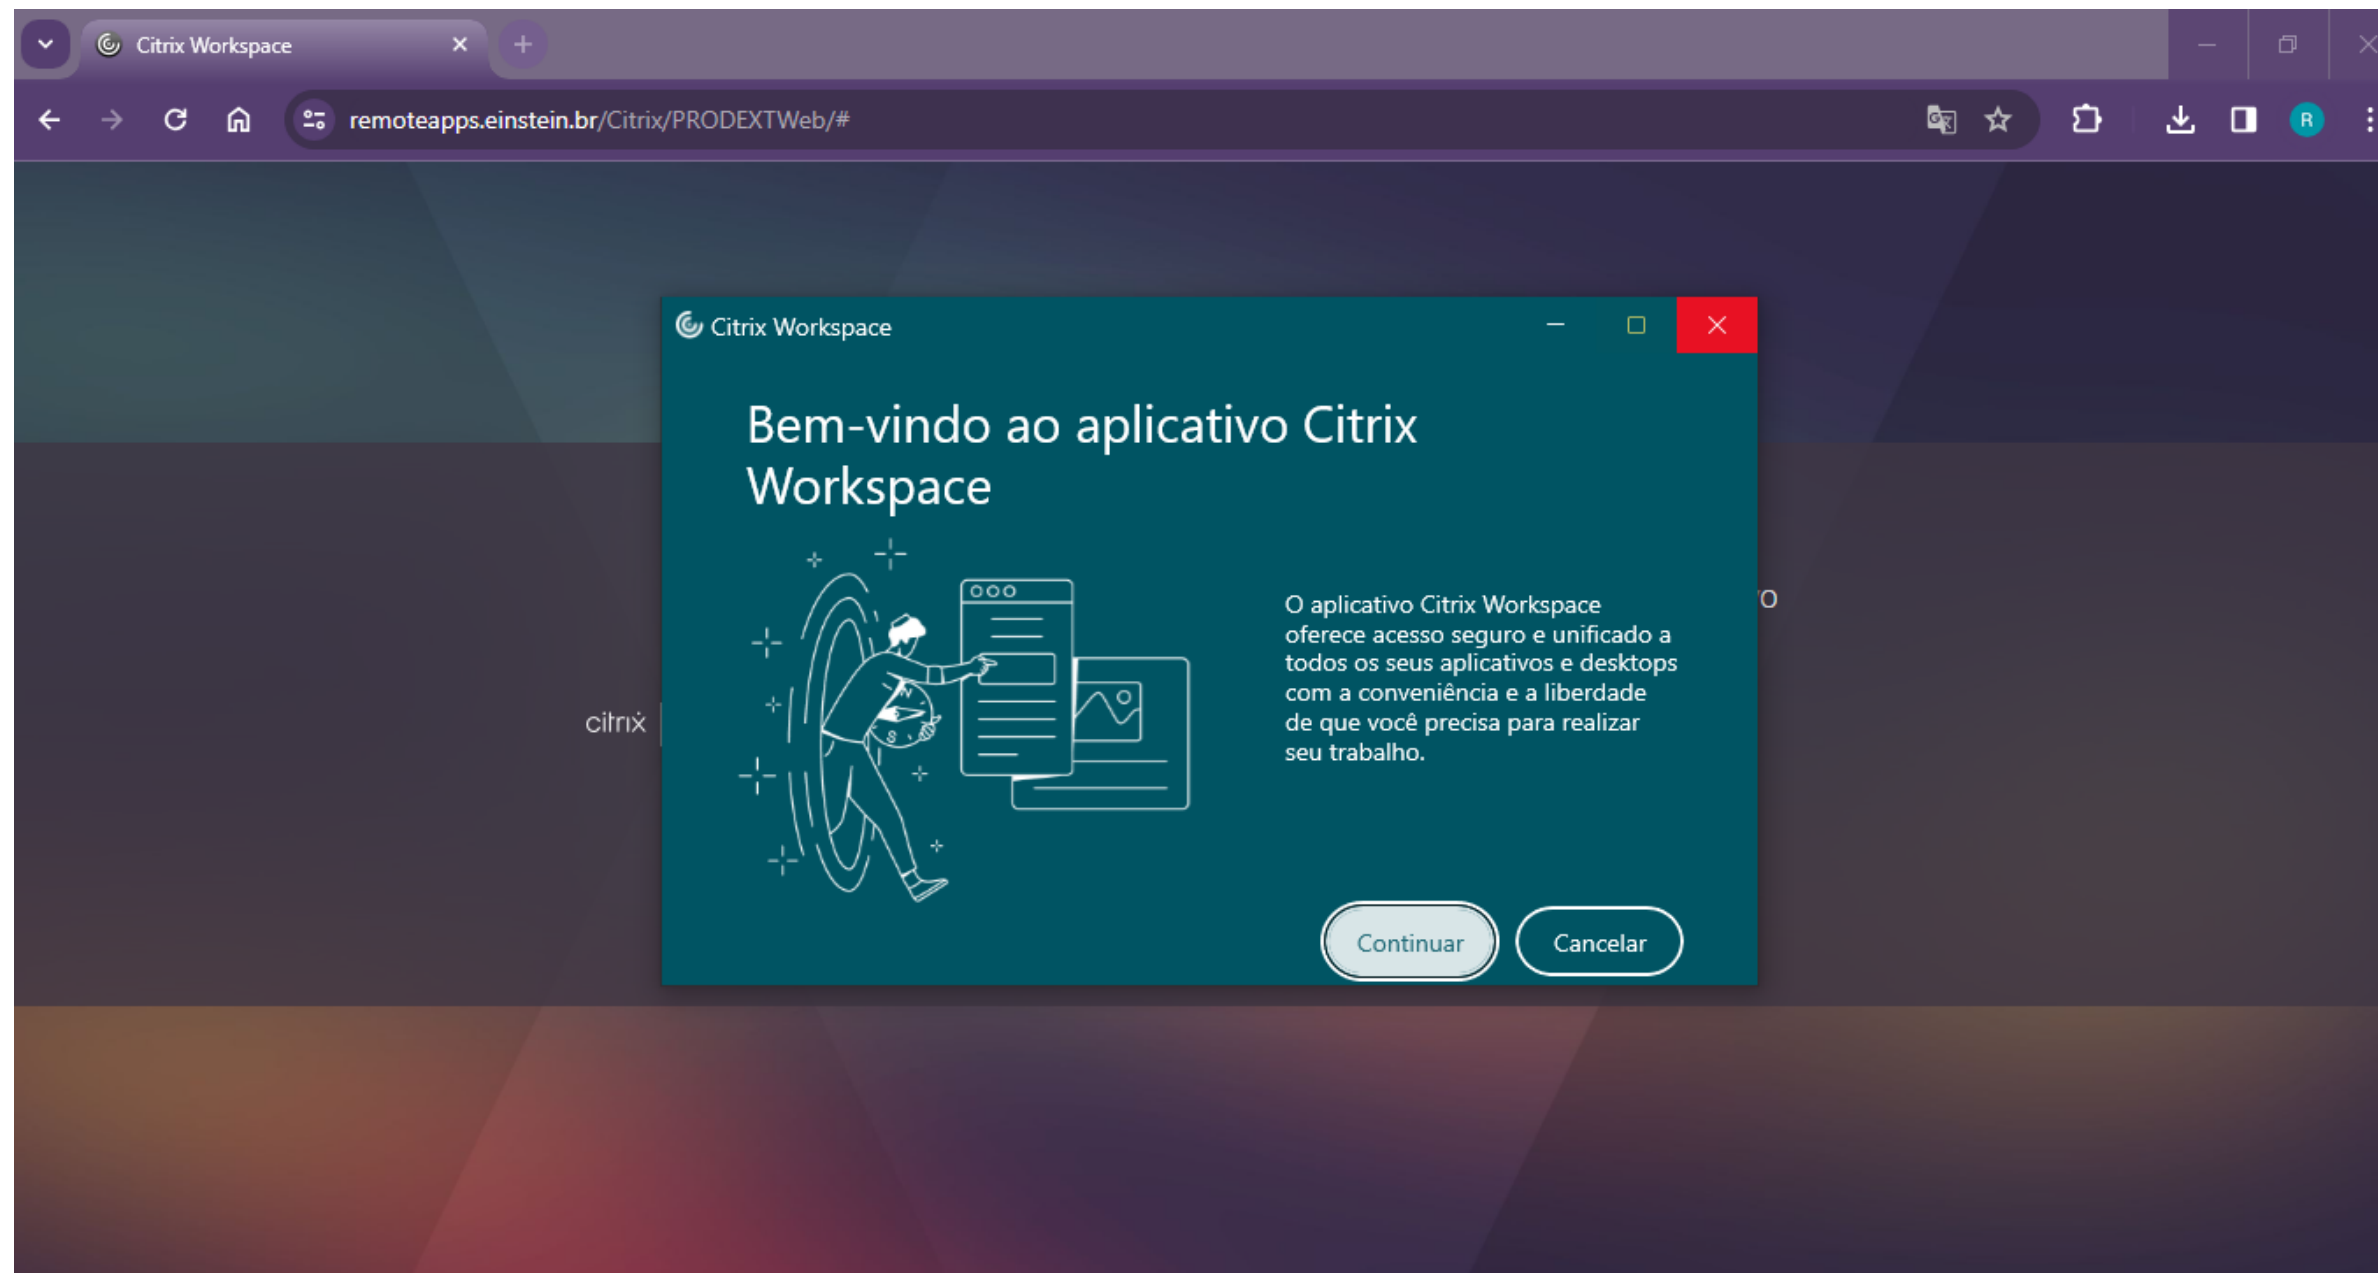 Citrix Workspace
remoteapps.einstein.br/Citrix/PRODEXTWeb/#
R
Citrix Workspace
Bem-vindo ao aplicativo Citrix
Workspace
O aplicativo Citrix Workspace
oferece acesso seguro e unificado a
todos os seus aplicativos e desktops
com a conveniência e a liberdade
de que você precisa para realizar
seu trabalho.
N
S
citrix
Continuar
Cancelar